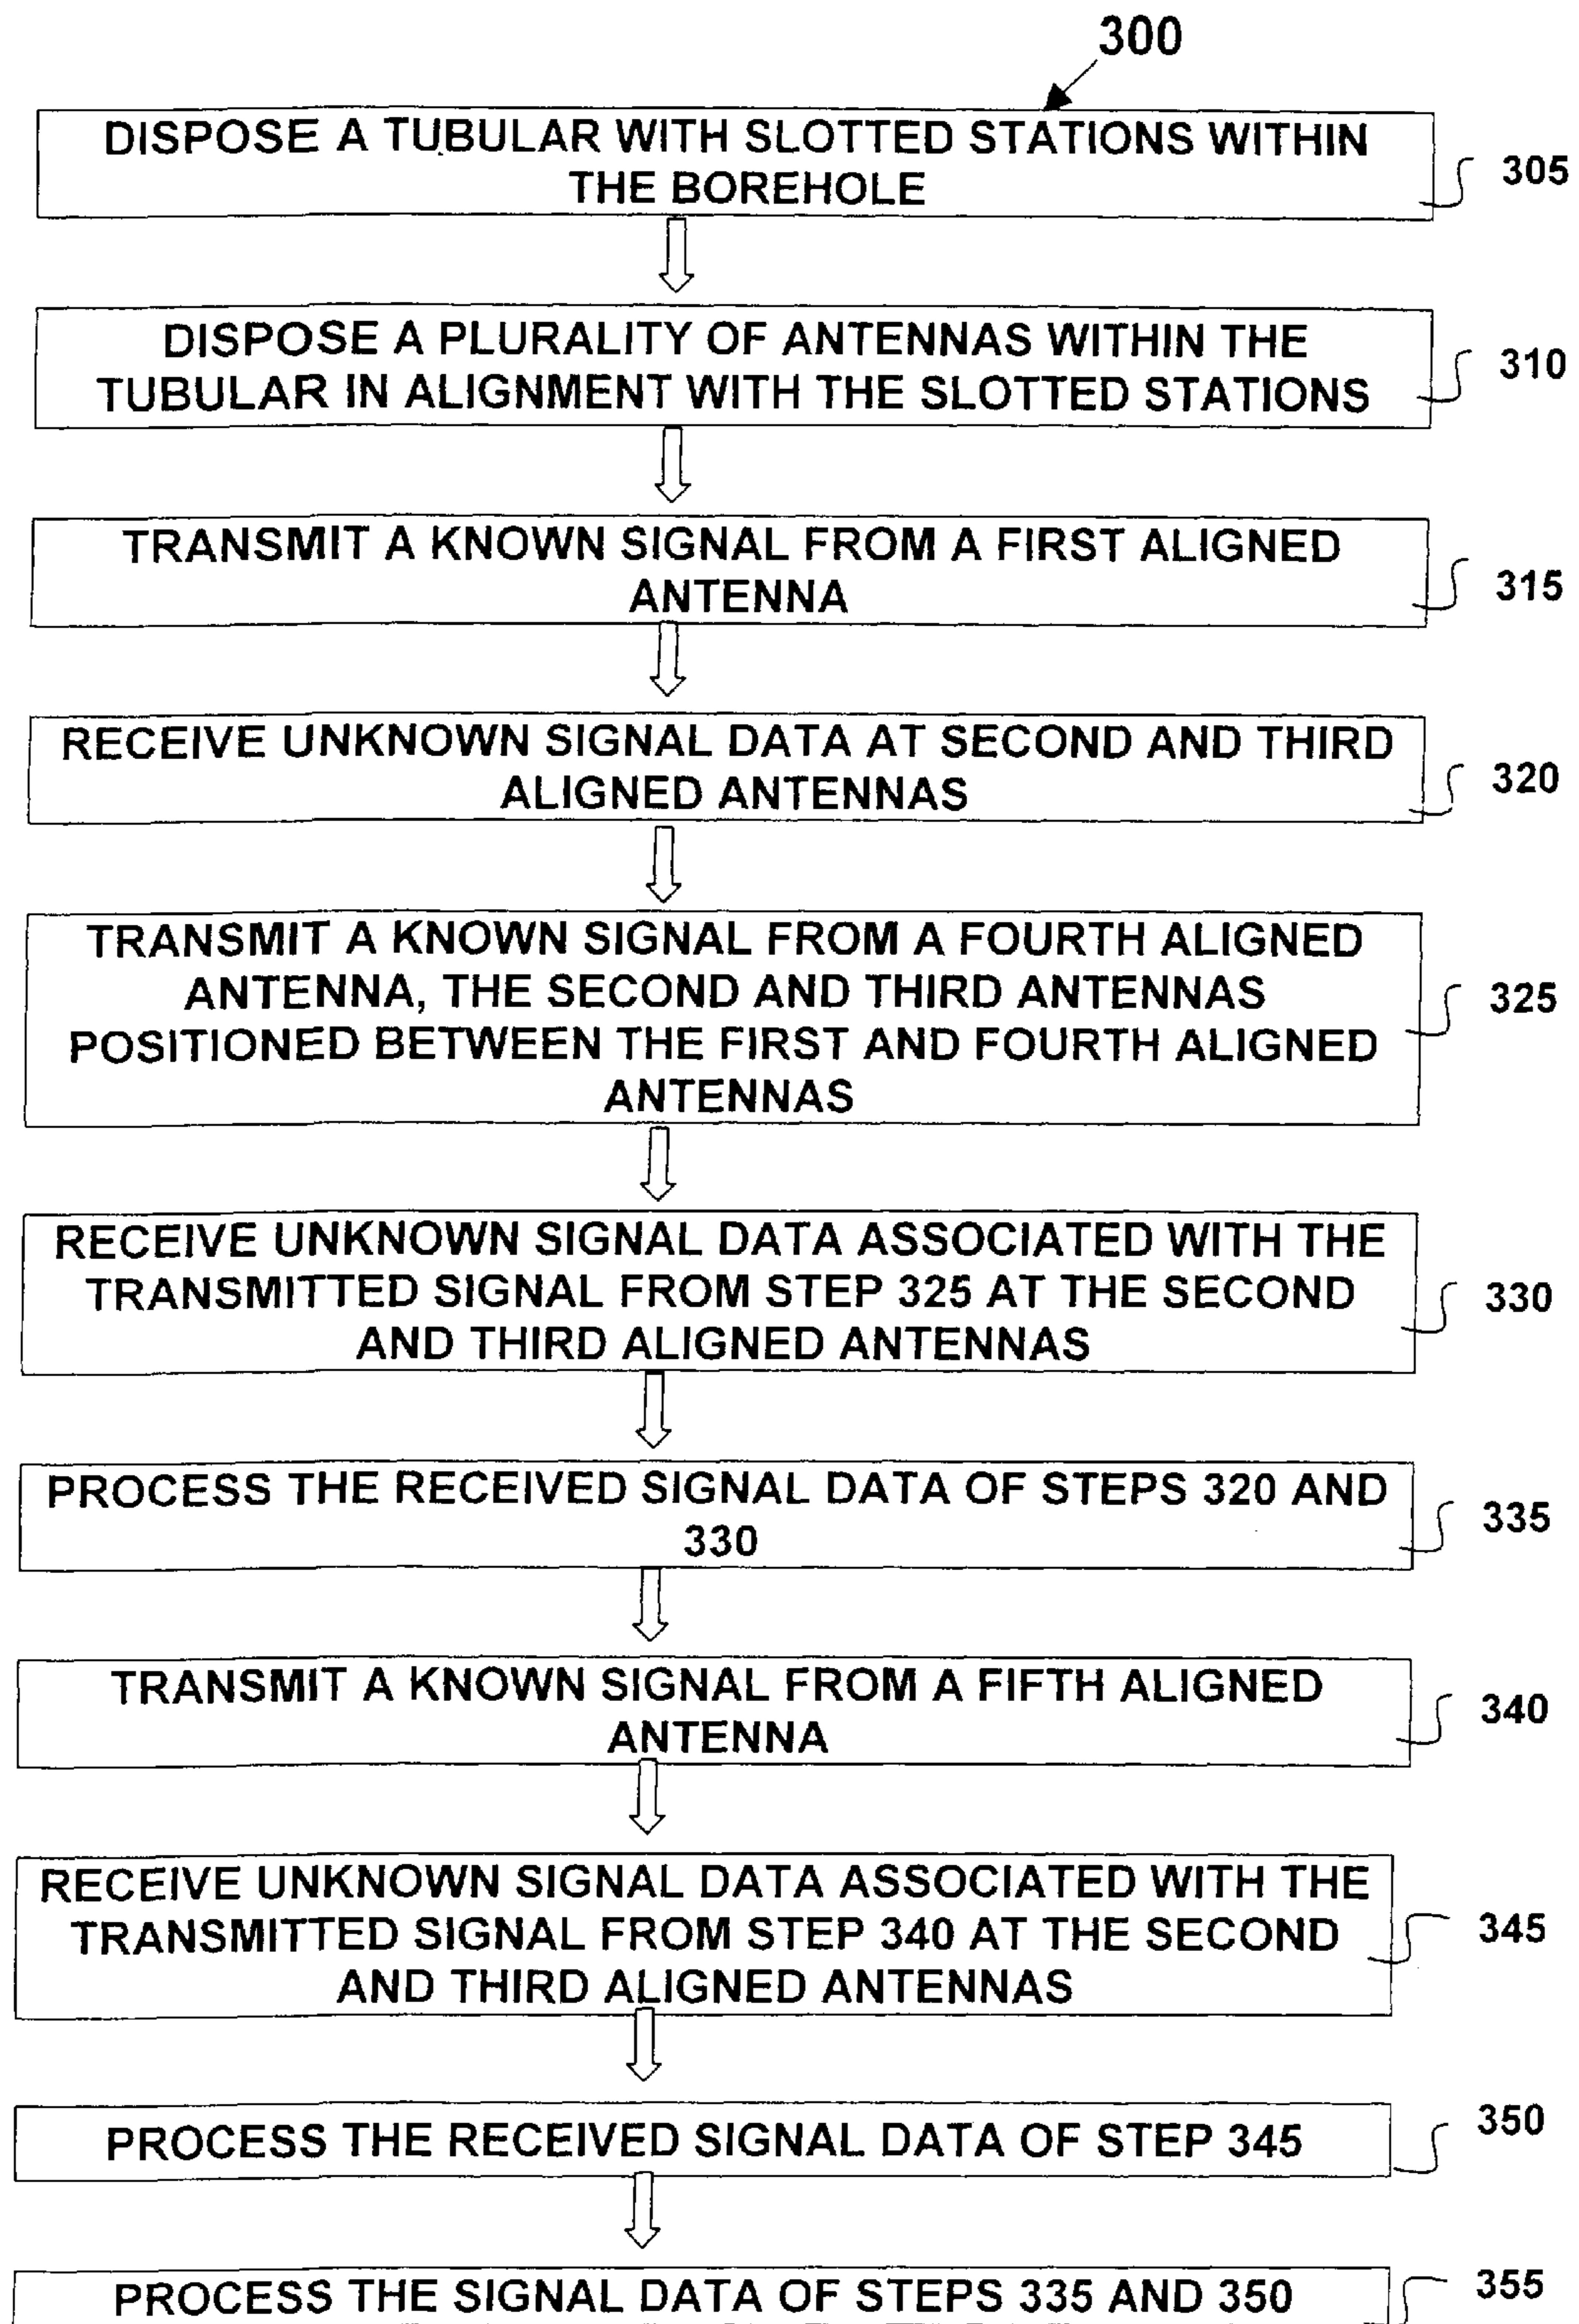 300
DISPOSE A TUBULAR WITH SLOTTED STATIONS WITHIN
THE BOREHOLE
305
DISPOSE A PLURALITY OF ANTENNAS WITHIN THE
TUBULAR IN ALIGNMENT WITH THE SLOTTED STATIONS
310
TRANSMIT A KNOWN SIGNAL FROM A FIRST ALIGNED
ANTENNA
315
RECEIVE UNKNOWN SIGNAL DATA AT SECOND AND THIRD
ALIGNED ANTENNAS
320
TRANSMIT A KNOWN SIGNAL FROM A FOURTH ALIGNED
ANTENNA, THE SECOND AND THIRD ANTENNAS
POSITIONED BETWEEN THE FIRST AND FOURTH ALIGNED
ANTENNAS
325
RECEIVE UNKNOWN SIGNAL DATA ASSOCIATED WITH THE
TRANSMITTED SIGNAL FROM STEP 325 AT THE SECOND
AND THIRD ALIGNED ANTENNAS
330
PROCESS THE RECEIVED SIGNAL DATA OF STEPS 320 AND
330
335
TRANSMIT A KNOWN SIGNAL FROM A FIFTH ALIGNED
ANTENNA
340
RECEIVE UNKNOWN SIGNAL DATA ASSOCIATED WITH THE
TRANSMITTED SIGNAL FROM STEP 340 AT THE SECOND
AND THIRD ALIGNED ANTENNAS
345
PROCESS THE RECEIVED SIGNAL DATA OF STEP 345
350
PROCESS THE SIGNAL DATA OF STEPS 335 AND 350
355